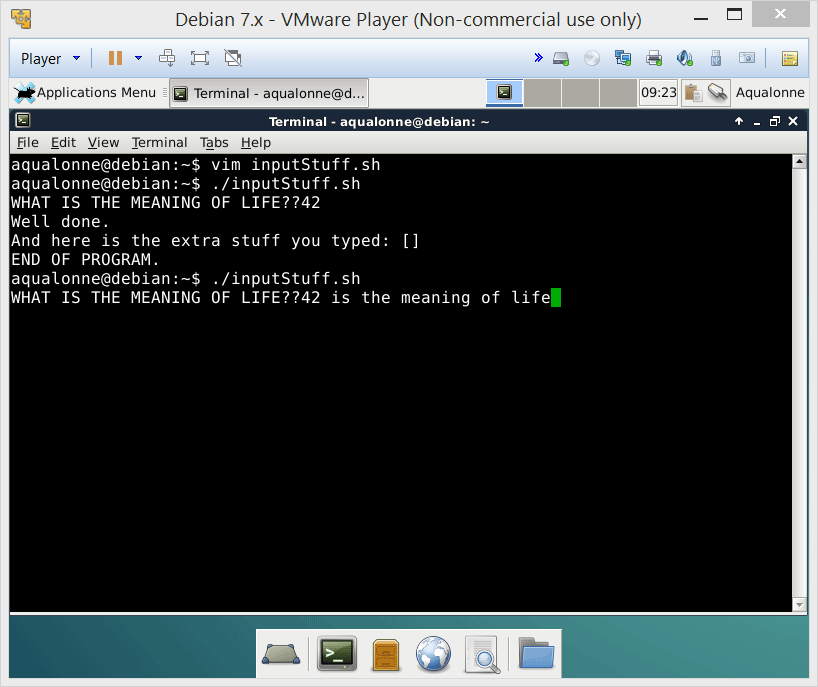 Debian 7.x - VMware Player (Non-commercial use only)
Player
Applications Menu
Terminal - aqualonne@d...
09:23
Aqualonne
Terminal - aqualonne@debian: ~
File Edit View Terminal Tabs Help
aqualonne@debian:~$ vim inputStuff.sh
aqualonne@debian:~$ ./inputStuff.sh
WHAT IS THE MEANING OF LIFE??42
Well done.
And here is the extra stuff you typed: []
END OF PROGRAM.
aqualonne@debian:~$ ./inputStuff.sh
WHAT IS THE MEANING OF LIFE??42 is the meaning of life